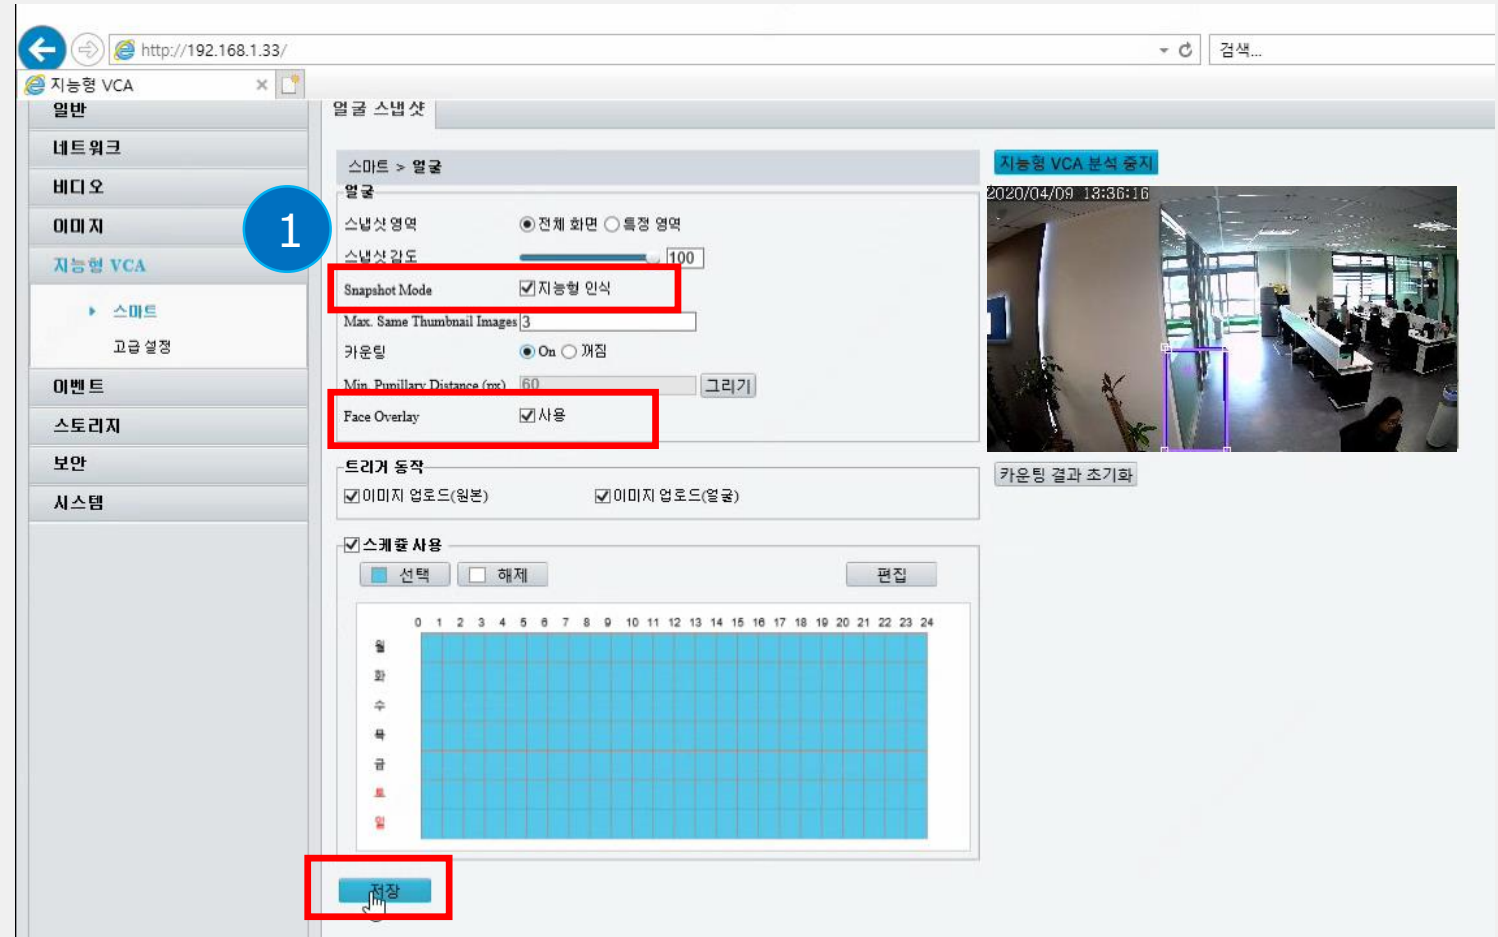 http://192.168.1.33/
검색...
지능형 VCA
일반
네트워크
비디오
이미지
지능형 VCA
스마트
고급 설정
이벤트
스토리지
보안
시스템
1
얼굴 스냅 샷
스마트 > 얼굴
얼굴
스냅샷 영역 전체 화면 특정 영역
스냅샷 감도 100
Snapshot Mode 지능형 인식
Max. Same Thumbnail Images 3
카운팅 On 꺼짐
Min. Pupillary Distance (px) 60 그리기
Face Overlay 사용
트리거 동작
이미지 업로드(원본) 이미지 업로드(얼굴)
스케쥴 사용
선택 해제 편집
0 1 2 3 4 5 6 7 8 9 10 11 12 13 14 15 16 17 18 19 20 21 22 23 24
월
화
수
목
금
토
일
저장
지능형 VCA 분석 중지
2020/04/09 13:36:16
카운팅 결과 초기화